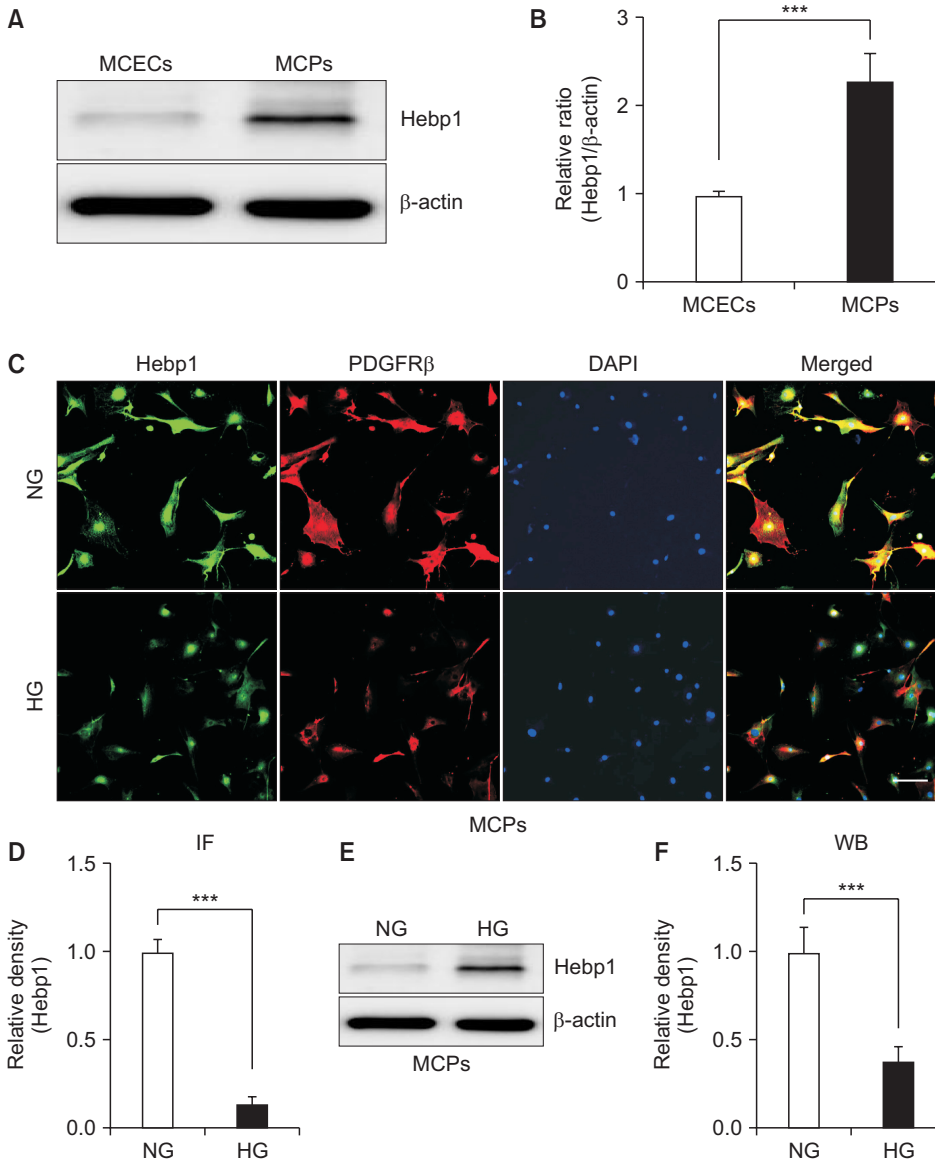 A
MCECs MCPs
Hebp1
β-actin
B
***
3
2
1
0
Relative ratio
(Hebp1/β-actin)
MCECs MCPs
C
Hebp1 PDGFRβ DAPI Merged
NG
HG
MCPs
D
IF
***
1.5
1.0
0.5
0.0
Relative density
(Hebp1)
NG HG
E
NG HG
Hebp1
β-actin
MCPs
F
WB
***
1.5
1.0
0.5
0.0
Relative density
(Hebp1)
NG HG